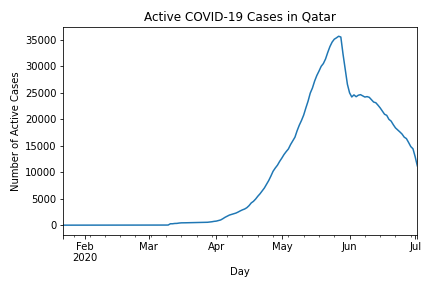 Active COVID-19 Cases in Qatar
35000
30000
25000
20000
15000
10000
5000
0
Number of Active Cases
Feb
2020
Mar
Apr
May
Jun
Jul
Day